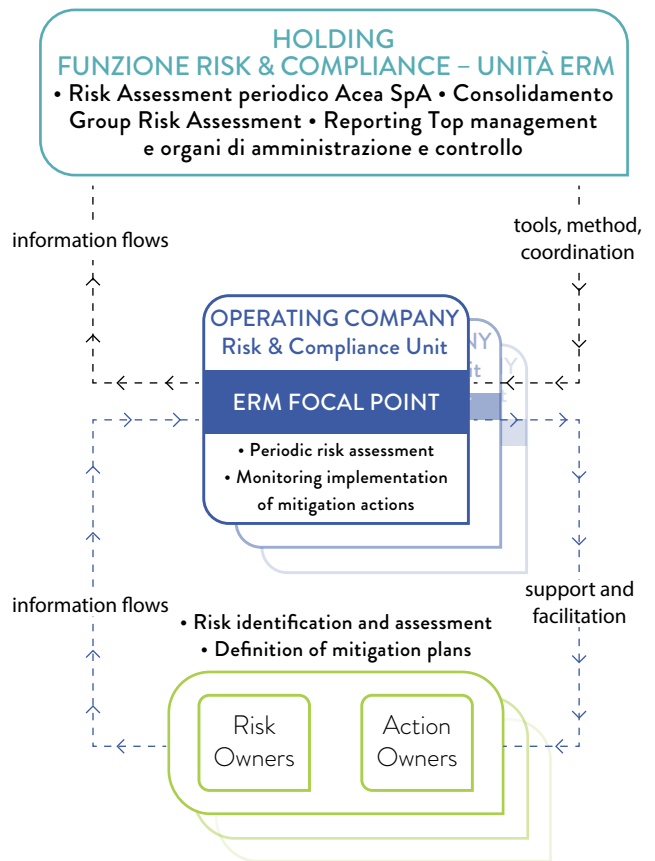 HOLDING
FUNZIONE RISK & COMPLIANCE – UNITÀ ERM
• Risk Assessment periodico Acea SpA • Consolidamento
Group Risk Assessment • Reporting Top management
e organi di amministrazione e controllo
information flows
tools, method,
coordination
OPERATING COMPANY
Risk & Compliance Unit
ERM FOCAL POINT
• Periodic risk assessment
• Monitoring implementation
of mitigation actions
NY
it
Y
t
information flows
support and
facilitation
• Risk identification and assessment
• Definition of mitigation plans
Risk
Owners
Action
Owners